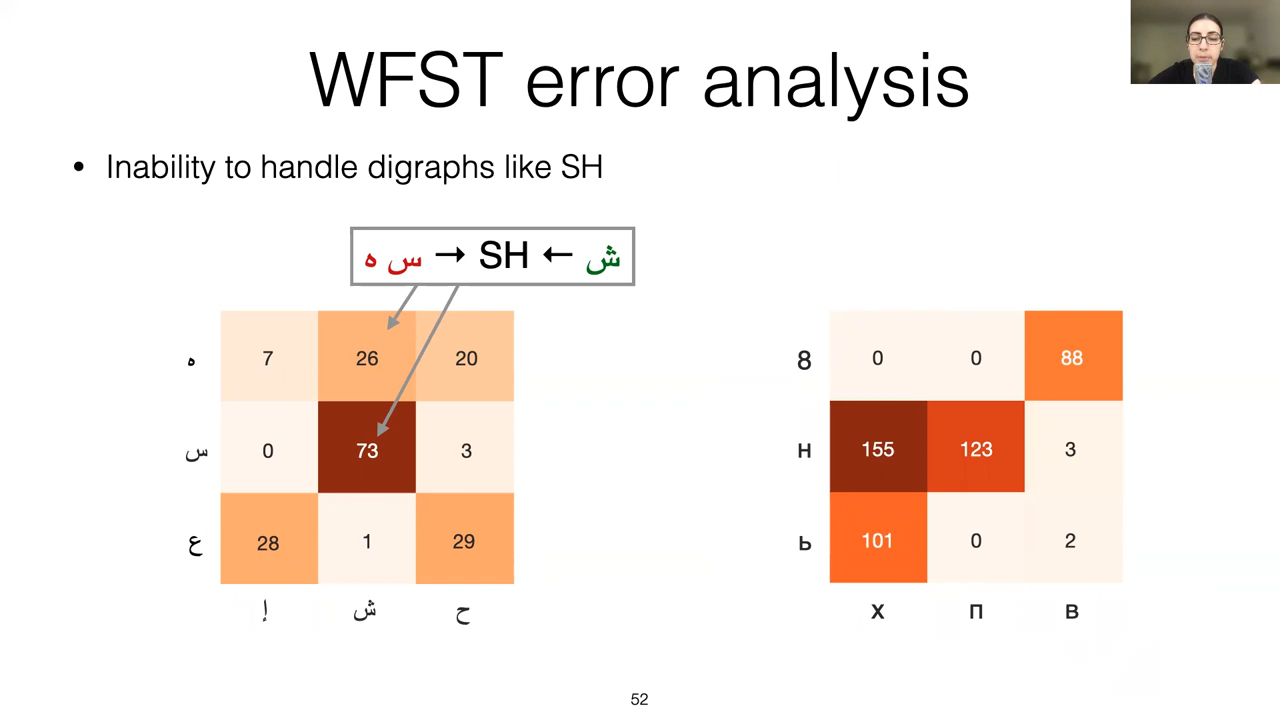 WFST error analysis
• Inability to handle digraphs like SH
س ه → SH ← ش
ه 7 26 20
س 0 73 3
ع 28 1 29
إ ش ح
8 0 0 88
н 155 123 3
ь 101 0 2
х п в
52